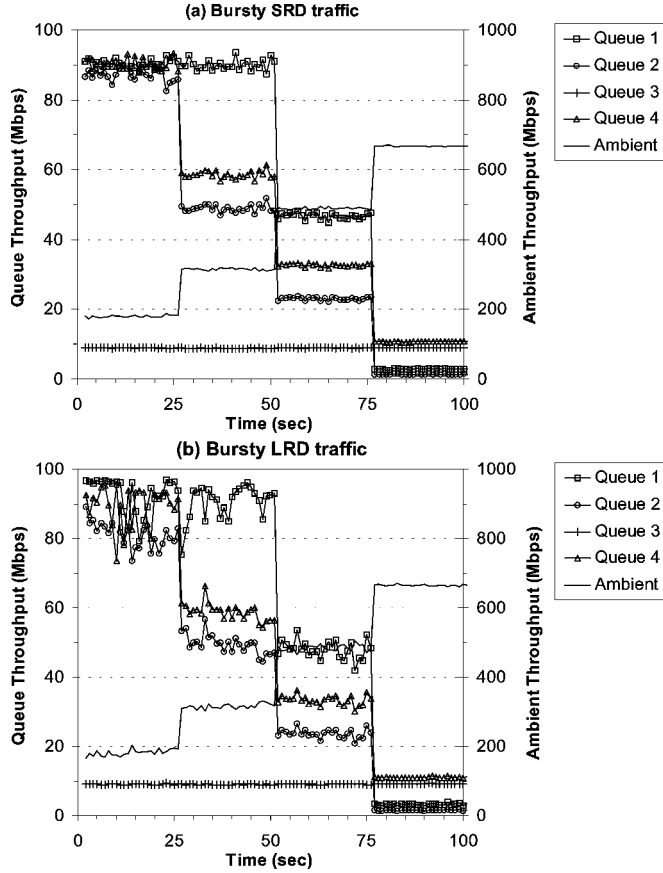 (a) Bursty SRD traffic
Queue Throughput (Mbps)
100
80
60
40
20
0
1000
800
600
400
200
0
Ambient Throughput (Mbps)
0 25 50 75 100
Time (sec)
Queue 1
Queue 2
Queue 3
Queue 4
Ambient
(b) Bursty LRD traffic
Queue Throughput (Mbps)
100
80
60
40
20
0
1000
800
600
400
200
0
Ambient Throughput (Mbps)
0 25 50 75 100
Time (sec)
Queue 1
Queue 2
Queue 3
Queue 4
Ambient